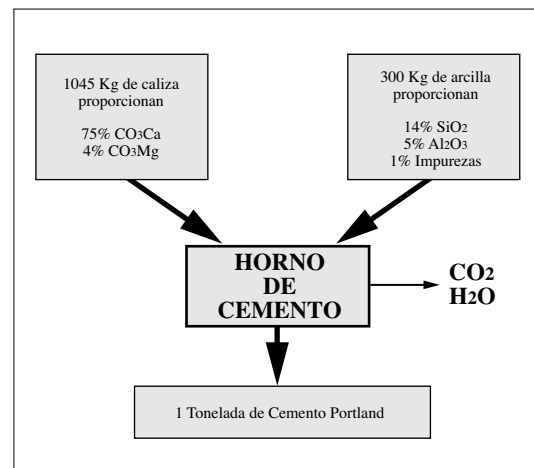 1045 Kg de caliza
proporcionan
75% CO3Ca
4% CO3Mg
300 Kg de arcilla
proporcionan
14% SiO2
5% Al2O3
1% Impurezas
HORNO
DE
CEMENTO
CO2
H2O
1 Tonelada de Cemento Portland